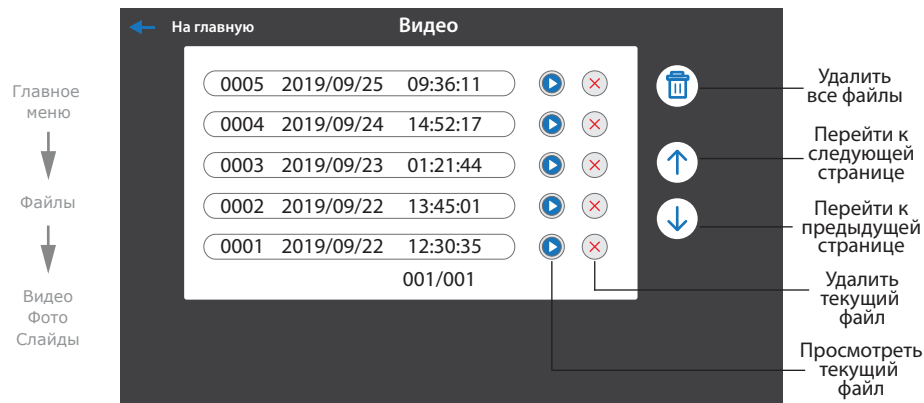 На главную
Видео
Главное
меню
Файлы
Видео
Фото
Слайды
0005 2019/09/25 09:36:11
0004 2019/09/24 14:52:17
0003 2019/09/23 01:21:44
0002 2019/09/22 13:45:01
0001 2019/09/22 12:30:35
001/001
Удалить
все файлы
Перейти к
следующей
странице
Перейти к
предыдущей
странице
Удалить
текущий
файл
Просмотреть
текущий
файл